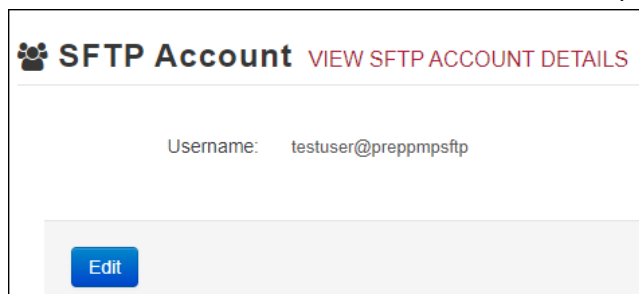 SFTP Account VIEW SFTP ACCOUNT DETAILS
Username: testuser@preppmpsftp
Edit